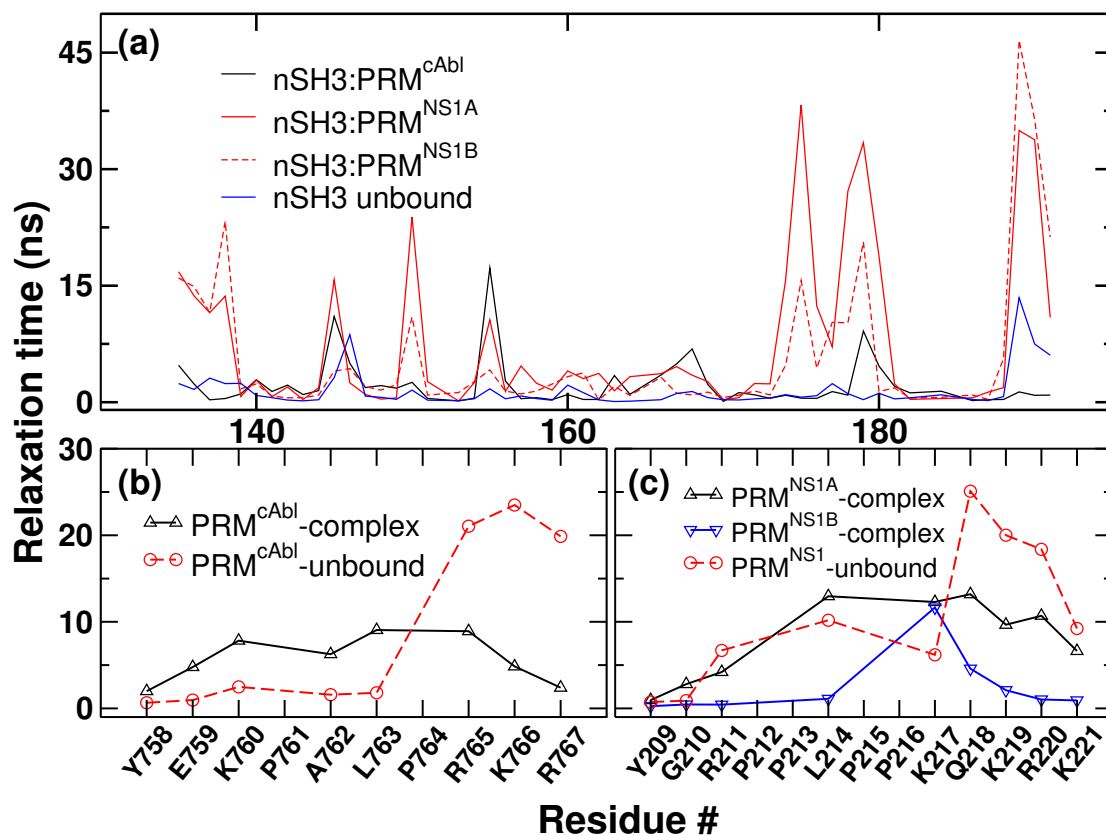 (a)
45
30
15
0
nSH3:PRM^cAbl
nSH3:PRM^NS1A
nSH3:PRM^NS1B
nSH3 unbound
140 160 180
Relaxation time (ns)
30
20
10
0
(b)
PRM^cAbl-complex
PRM^cAbl-unbound
(c)
PRM^NS1A-complex
PRM^NS1B-complex
PRM^NS1-unbound
Y758 E759 K760 P761 A762 L763 P764 R765 K766 R767
Y209 G210 R211 P212 P213 L214 P215 P216 K217 Q218 K219 R220 K221
Residue #